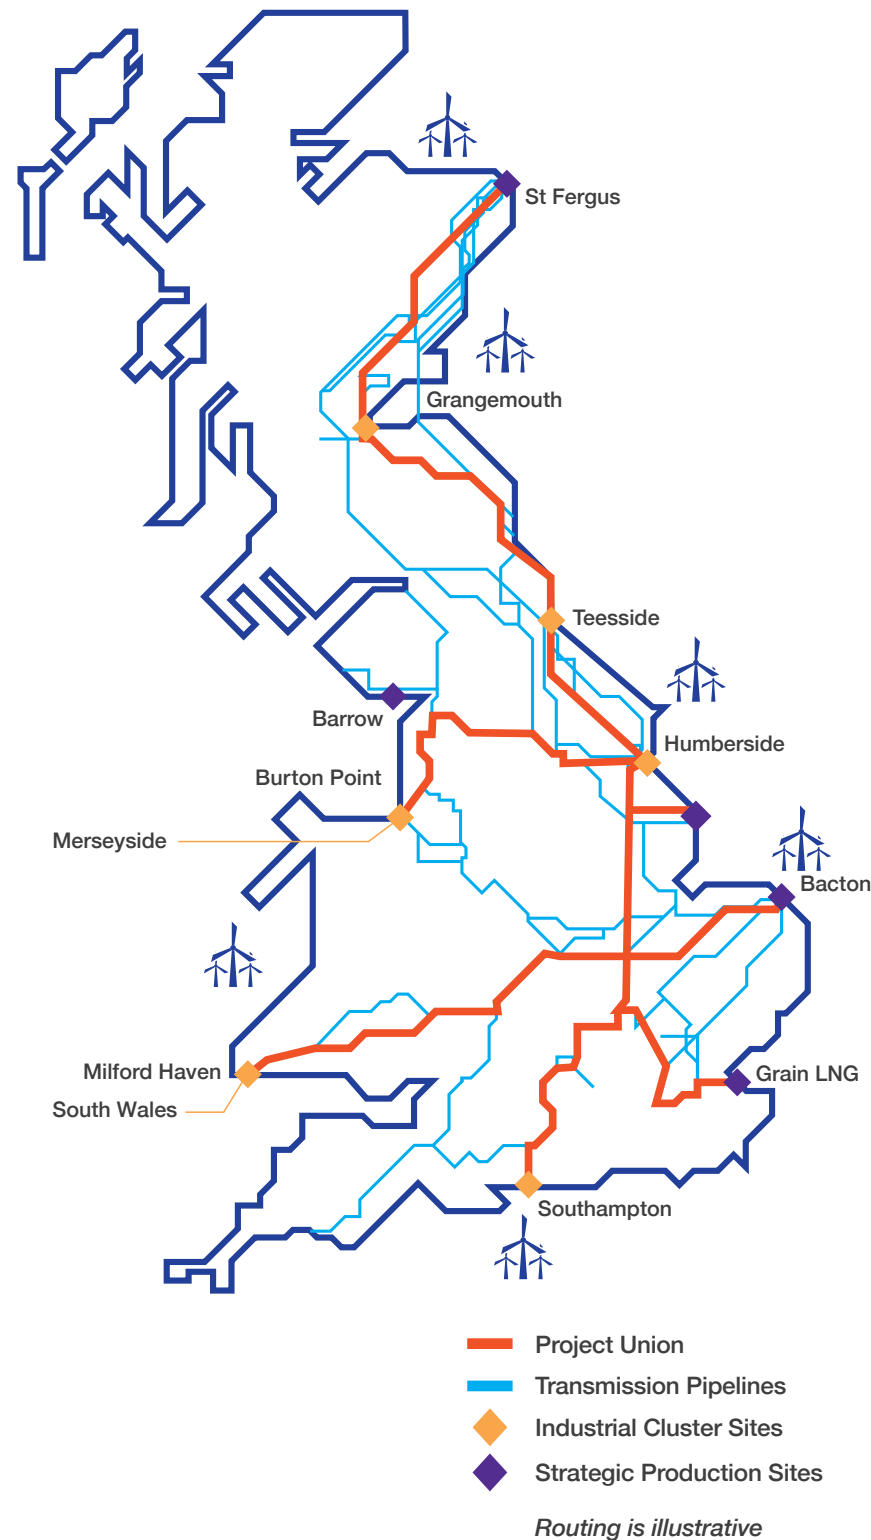 St Fergus
Grangemouth
Teesside
Barrow
Humberside
Burton Point
Merseyside
Bacton
Milford Haven
Grain LNG
South Wales
Southampton
Project Union
Transmission Pipelines
Industrial Cluster Sites
Strategic Production Sites
Routing is illustrative